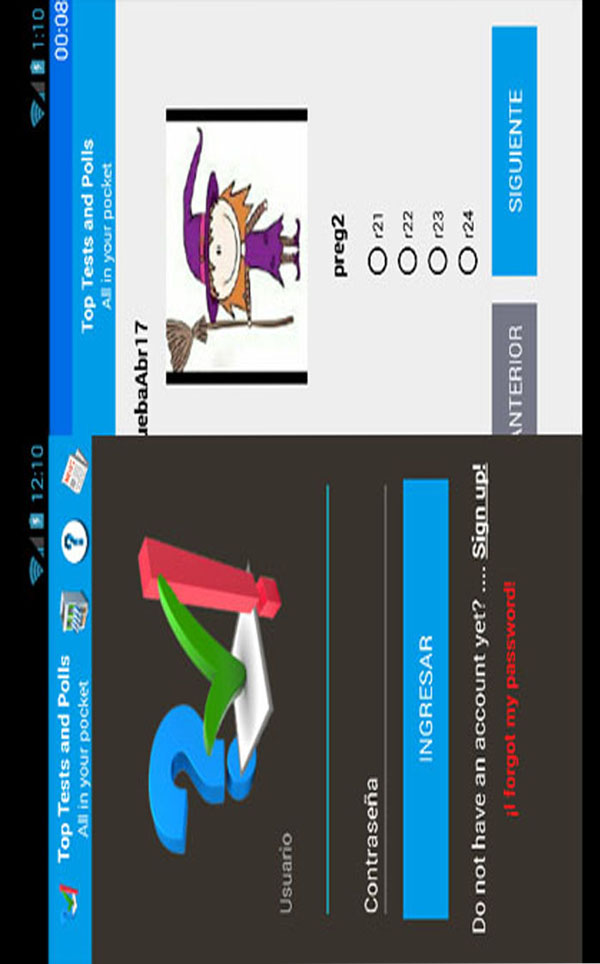 12:10
Top Tests and Polls
All in your pocket
Usuario
Contraseña
INGRESAR
Do not have an account yet? .... Sign up!
¡I forgot my password!
1:10
00:08
Top Tests and Polls
All in your pocket
uebaAbr17
preg2
r21
r22
r23
r24
ANTERIOR
SIGUIENTE